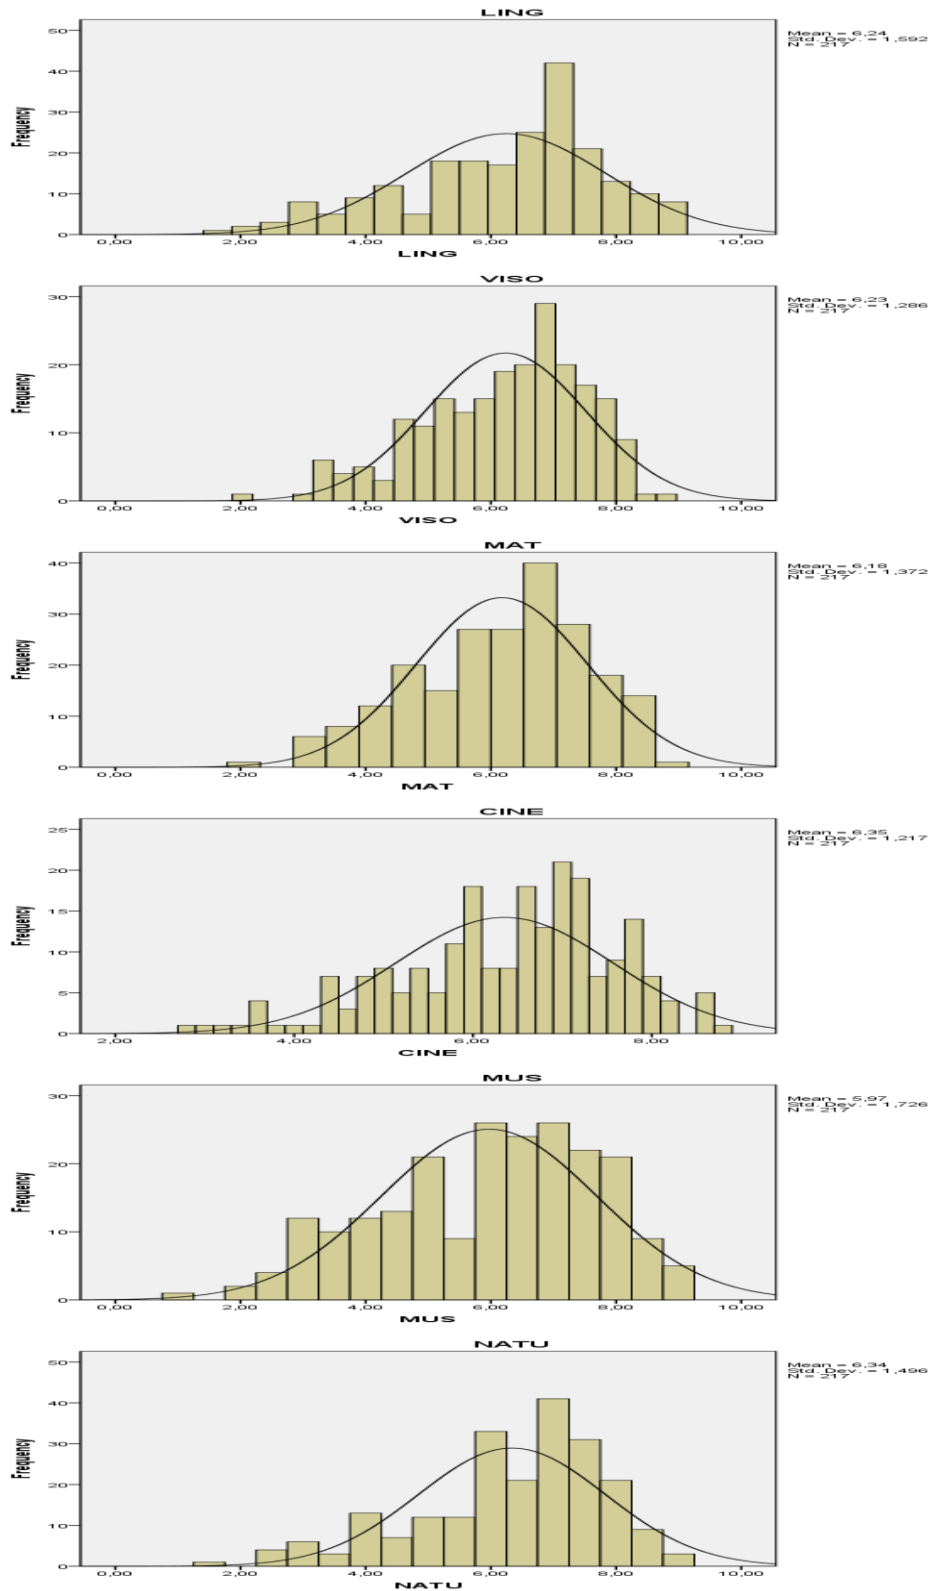 LING
Mean = 6,24
Std. Dev. = 1,592
N = 217
Frequency
50
40
30
20
10
0
0,00 2,00 4,00 6,00 8,00 10,00
LING
VISO
Mean = 6,23
Std. Dev. = 1,286
N = 217
Frequency
30
20
10
0
0,00 2,00 4,00 6,00 8,00 10,00
VISO
MAT
Mean = 6,18
Std. Dev. = 1,372
N = 217
Frequency
40
30
20
10
0
0,00 2,00 4,00 6,00 8,00 10,00
MAT
CINE
Mean = 6,35
Std. Dev. = 1,217
N = 217
Frequency
25
20
15
10
5
0
2,00 4,00 6,00 8,00
CINE
MUS
Mean = 5,97
Std. Dev. = 1,726
N = 217
Frequency
30
20
10
0
0,00 2,00 4,00 6,00 8,00 10,00
MUS
NATU
Mean = 6,34
Std. Dev. = 1,496
N = 217
Frequency
50
40
30
20
10
0
0,00 2,00 4,00 6,00 8,00 10,00
NATU